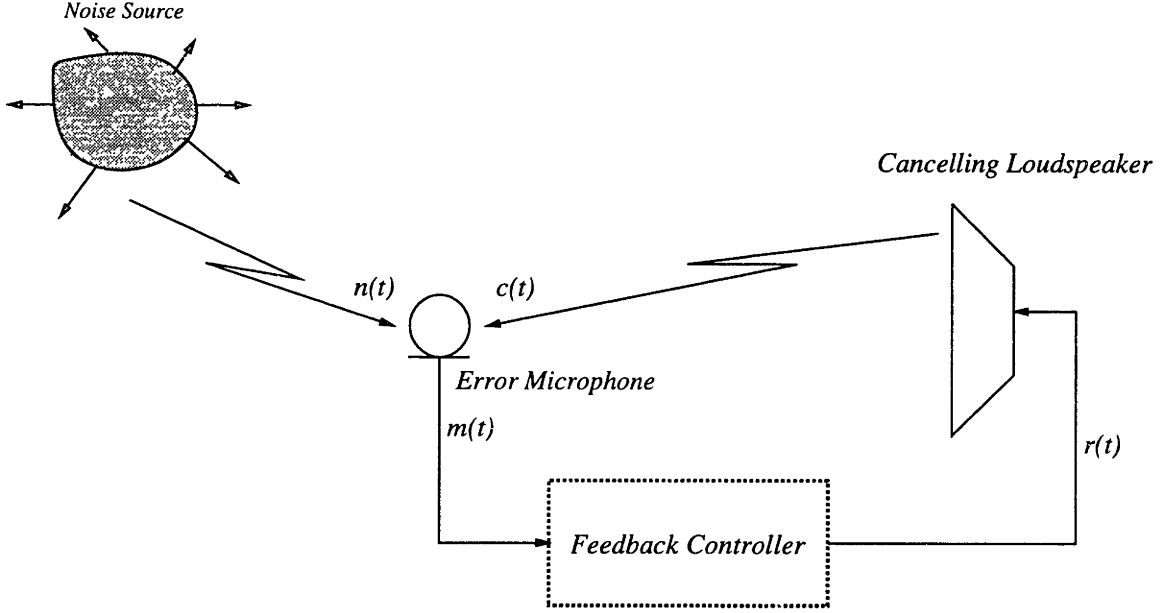 Noise Source
Cancelling Loudspeaker
n(t)
c(t)
Error Microphone
m(t)
r(t)
Feedback Controller